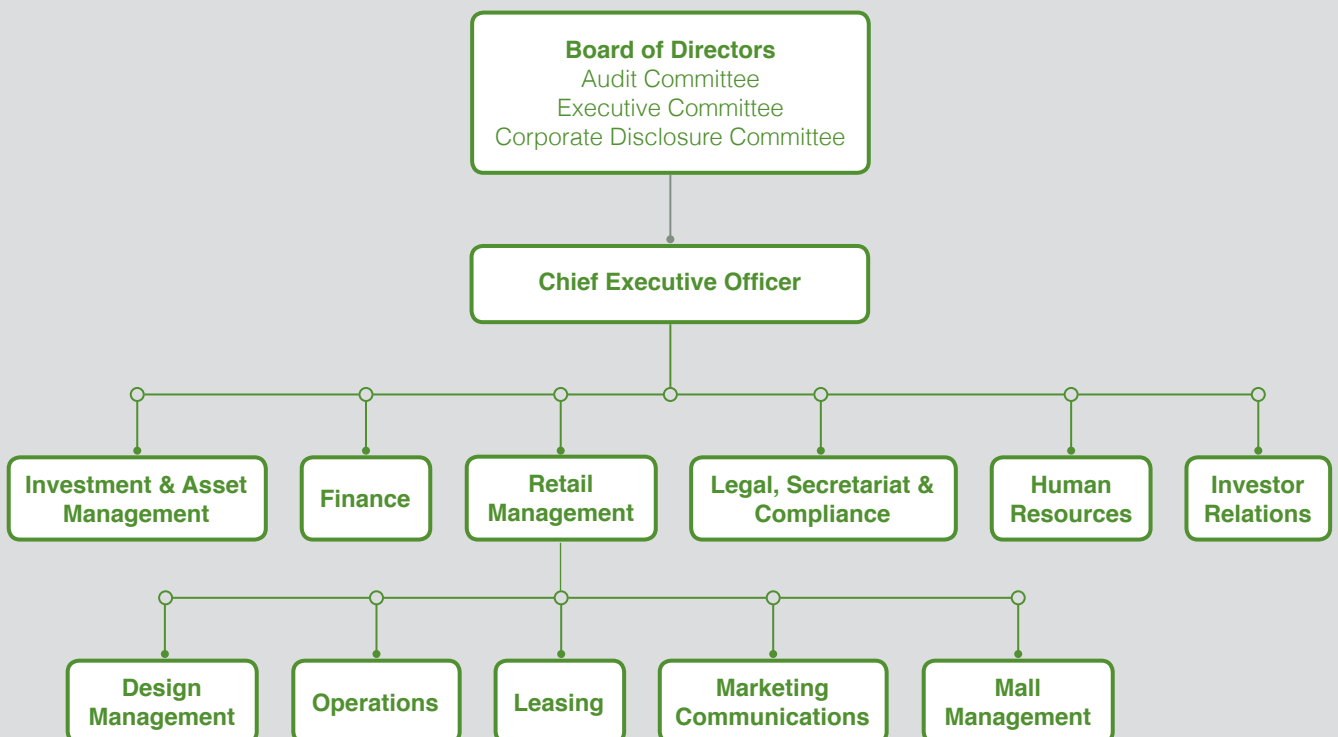 Board of Directors
Audit Committee
Executive Committee
Corporate Disclosure Committee
Chief Executive Officer
Investment & Asset
Management
Finance
Retail
Management
Legal, Secretariat &
Compliance
Human
Resources
Investor
Relations
Design
Management
Operations
Leasing
Marketing
Communications
Mall
Management